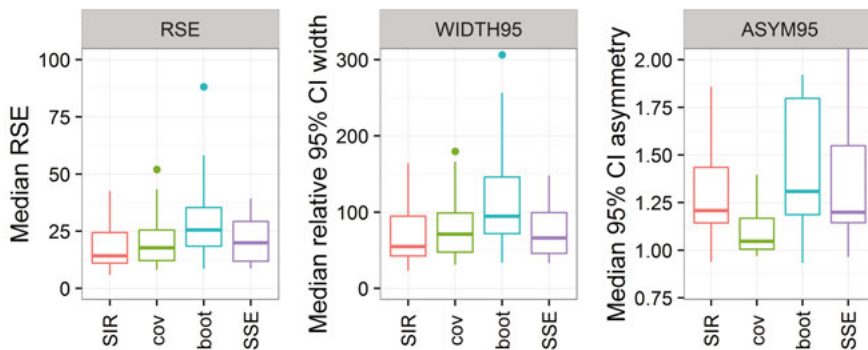 RSE
Median RSE
100
75
50
25
0
SIR
cov
boot
SSE
WIDTH95
Median relative 95% CI width
300
200
100
0
SIR
cov
boot
SSE
ASYM95
Median 95% CI asymmetry
2.00
1.75
1.50
1.25
1.00
0.75
SIR
cov
boot
SSE